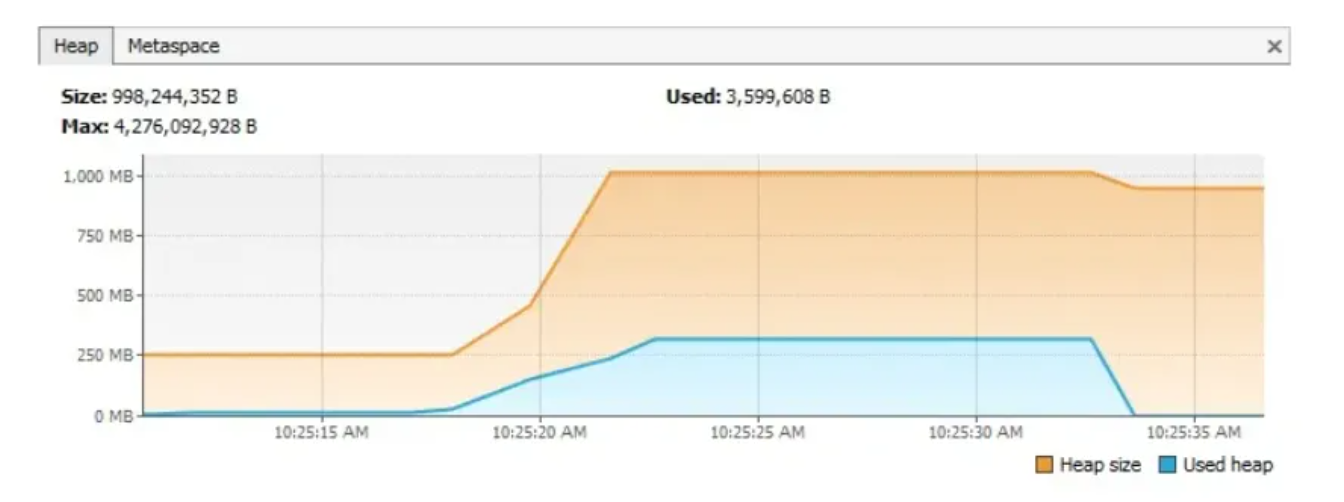 Heap Metaspace ×
Size: 998,244,352 B Used: 3,599,608 B
Max: 4,276,092,928 B
1,000 MB
750 MB
500 MB
250 MB
0 MB
10:25:15 AM 10:25:20 AM 10:25:25 AM 10:25:30 AM 10:25:35 AM
Heap size Used heap